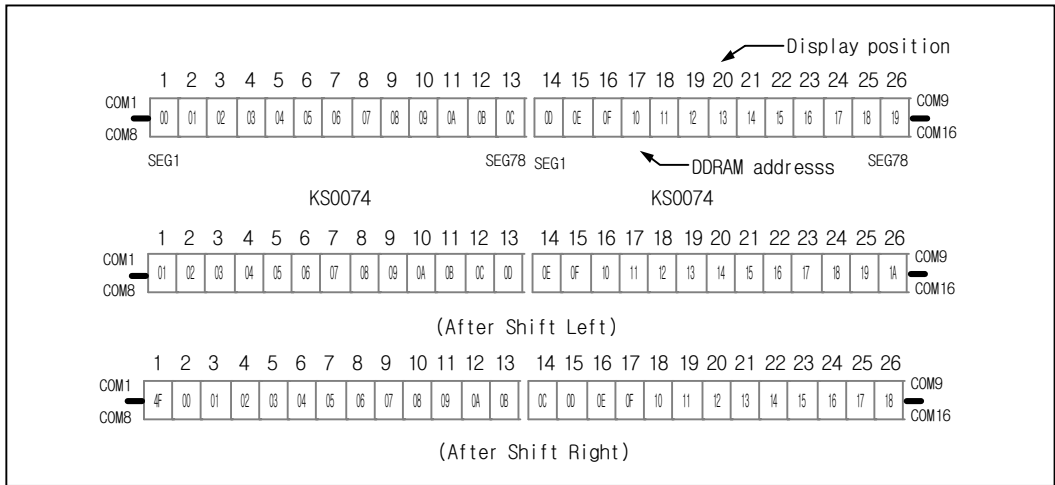 Display position
1 2 3 4 5 6 7 8 9 10 11 12 13 14 15 16 17 18 19 20 21 22 23 24 25 26
COM1 00 01 02 03 04 05 06 07 08 09 0A 0B 0C 0D 0E 0F 10 11 12 13 14 15 16 17 18 19 COM9
COM8 COM16
SEG1 SEG78 SEG1 DDRAM addresss SEG78
KS0074 KS0074
1 2 3 4 5 6 7 8 9 10 11 12 13 14 15 16 17 18 19 20 21 22 23 24 25 26
COM1 01 02 03 04 05 06 07 08 09 0A 0B 0C 0D 0E 0F 10 11 12 13 14 15 16 17 18 19 1A COM9
COM8 COM16
(After Shift Left)
1 2 3 4 5 6 7 8 9 10 11 12 13 14 15 16 17 18 19 20 21 22 23 24 25 26
COM1 4F 00 01 02 03 04 05 06 07 08 09 0A 0B 0C 0D 0E 0F 10 11 12 13 14 15 16 17 18 COM9
COM8 COM16
(After Shift Right)